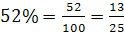 52% = 52/100 = 13/25